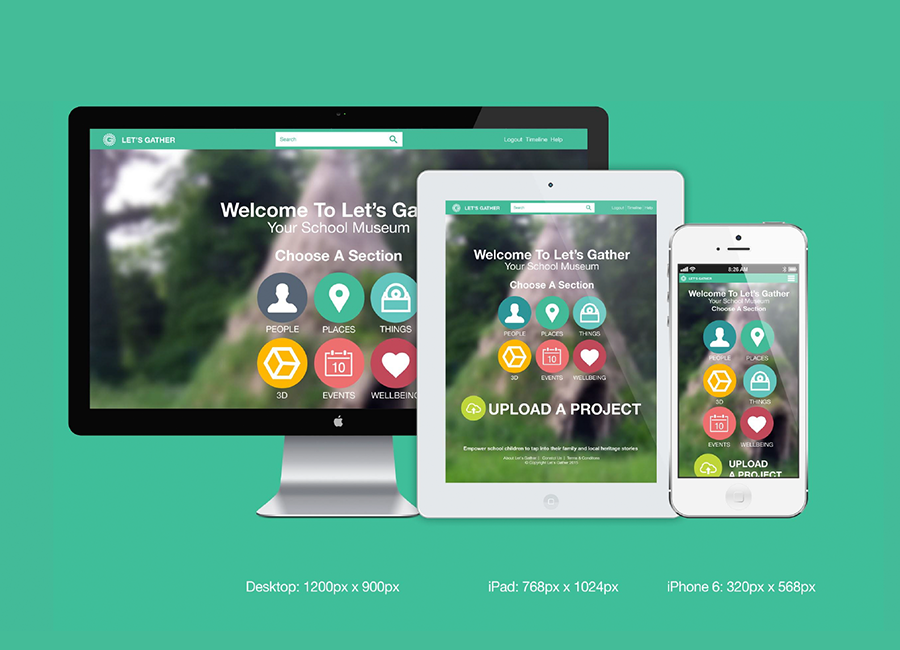 LET'S GATHER
Search
Logout Timeline Help
Welcome To Let's Ga
Your School Museum
Choose A Section
PEOPLE PLACES THINGS
10
3D EVENTS WELLBEING
LET'S GATHER
Search
Logout Timeline Help
Welcome To Let's Gather
Your School Museum
Choose A Section
PEOPLE PLACES THINGS
10
3D EVENTS WELLBEING
UPLOAD A PROJECT
Empower school children to tap into their family and local heritage stories
About Let's Gather | Contact Us | Terms & Conditions
© Copyright Let's Gather
8:26 AM
LET'S GATHER
Welcome To Let's Gather
Your School Museum
Choose A Section
PEOPLE PLACES
3D THINGS
10
EVENTS WELLBEING
UPLOAD
A PROJECT
Desktop: 1200px x 900px
iPad: 768px x 1024px
iPhone 6: 320px x 568px